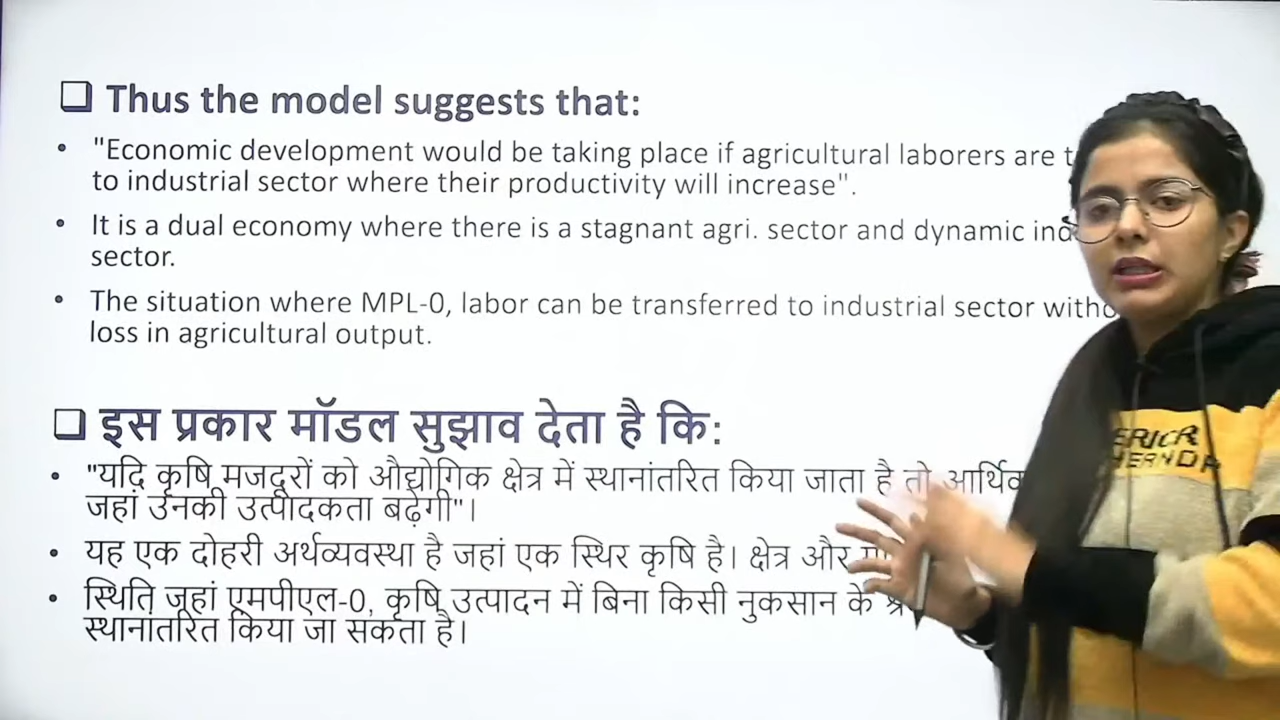 Thus the model suggests that:
"Economic development would be taking place if agricultural laborers are
to industrial sector where their productivity will increase".
It is a dual economy where there is a stagnant agri. sector and dynamic
sector.
The situation where MPL-0, labor can be transferred to industrial sector
loss in agricultural output.
इस प्रकार मॉडल सुझाव देता है कि:
"यदि कृषि मजदूरों को औद्योगिक क्षेत्र में स्थानांतरित किया जाता है तो
जहां उनकी उत्पादकता बढ़ेगी"।
यह एक दोहरी अर्थव्यवस्था है जहां एक स्थिर कृषि है। क्षेत्र और
स्थिति जहां एमपीएल-0, कृषि उत्पादन में बिना किसी नुकसान के
स्थानांतरित किया जा सकता है।